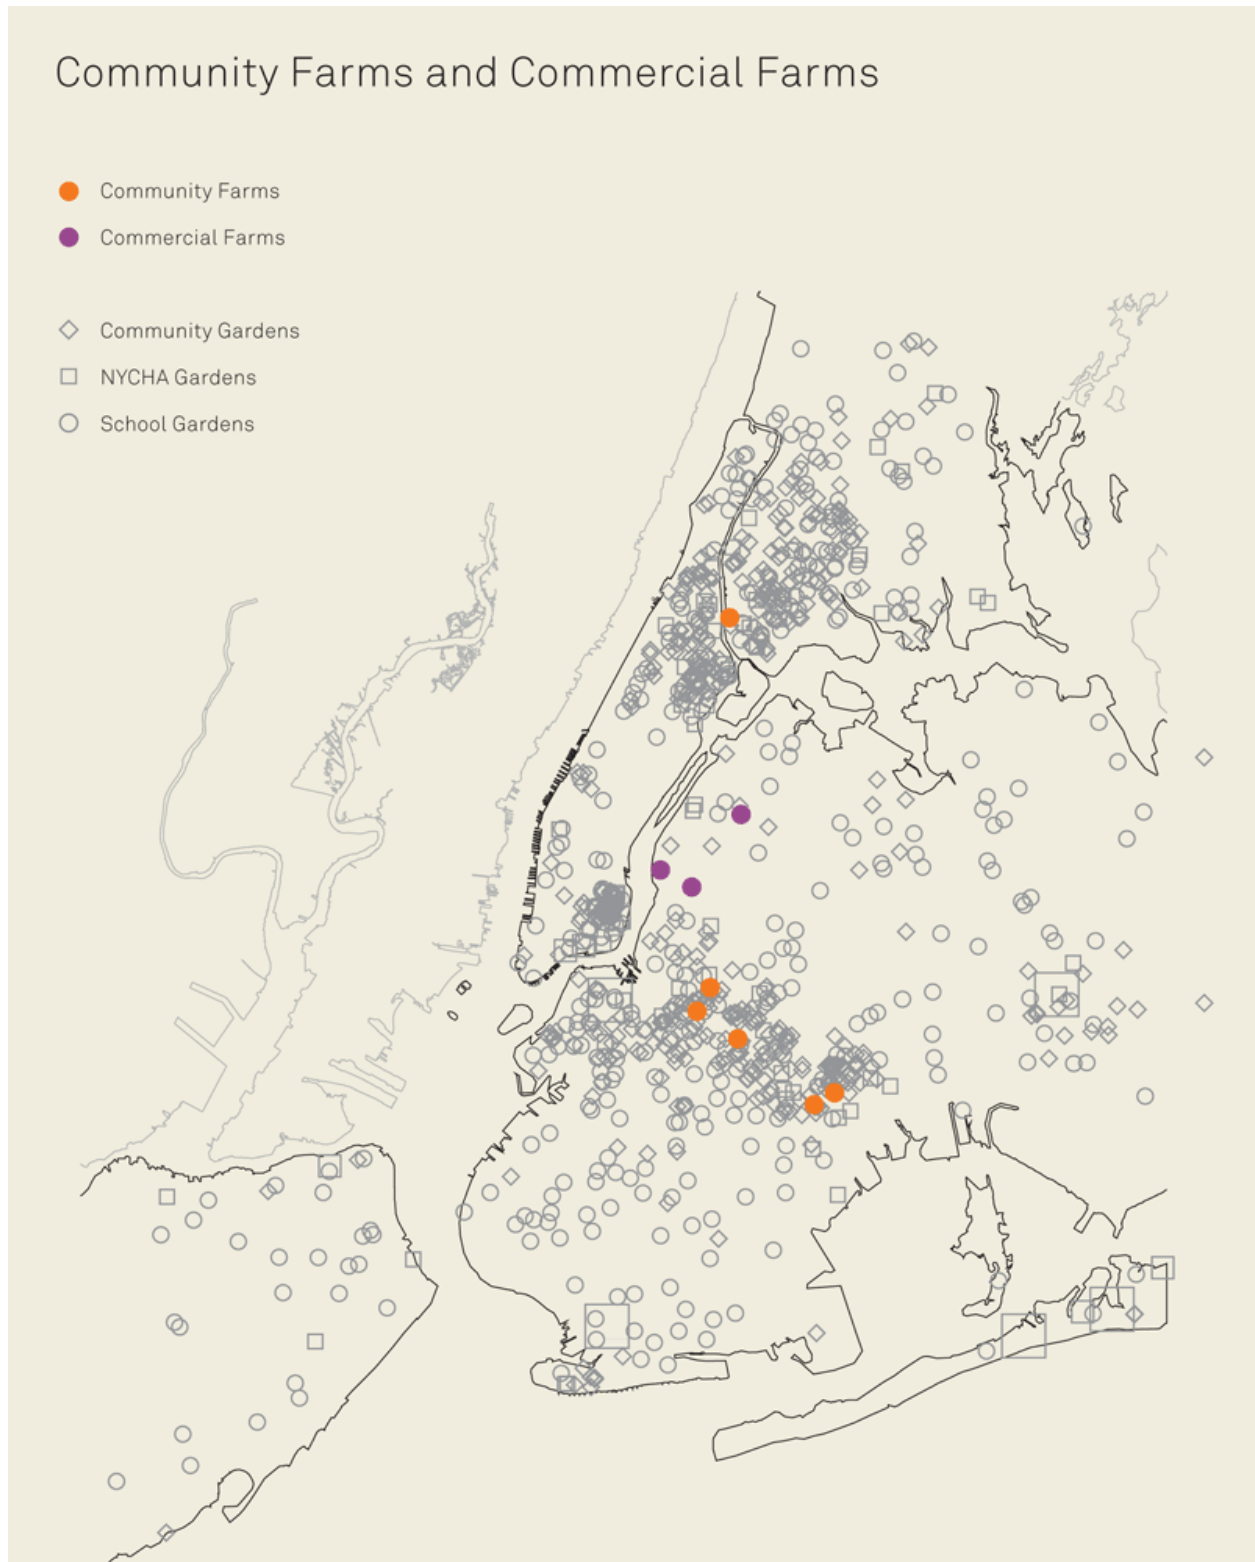 Community Farms and Commercial Farms
Community Farms
Commercial Farms
Community Gardens
NYCHA Gardens
School Gardens